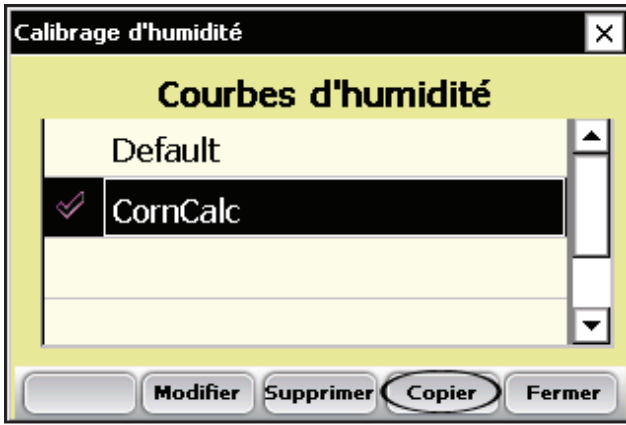 Calibrage d'humidité
Courbes d'humidité
Default
CornCalc
Modifier Supprimer Copier Fermer